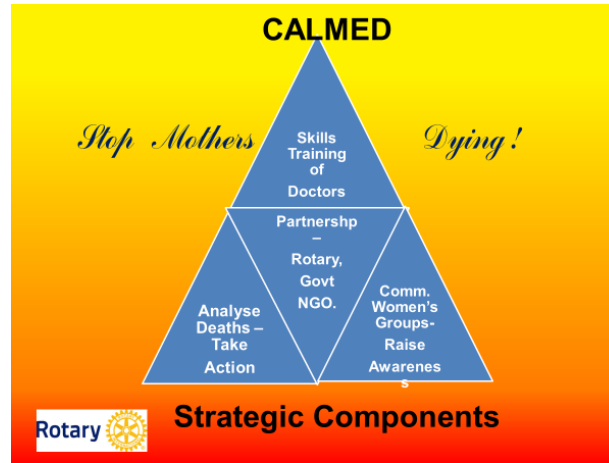 CALMED
Stop Mothers
Dying!
Skills
Training
of
Doctors
Partnershp
–
Rotary,
Govt
NGO.
Analyse
Deaths –
Take
Action
Comm.
Women's
Groups-
Raise
Awarenes
s
Rotary
Strategic Components